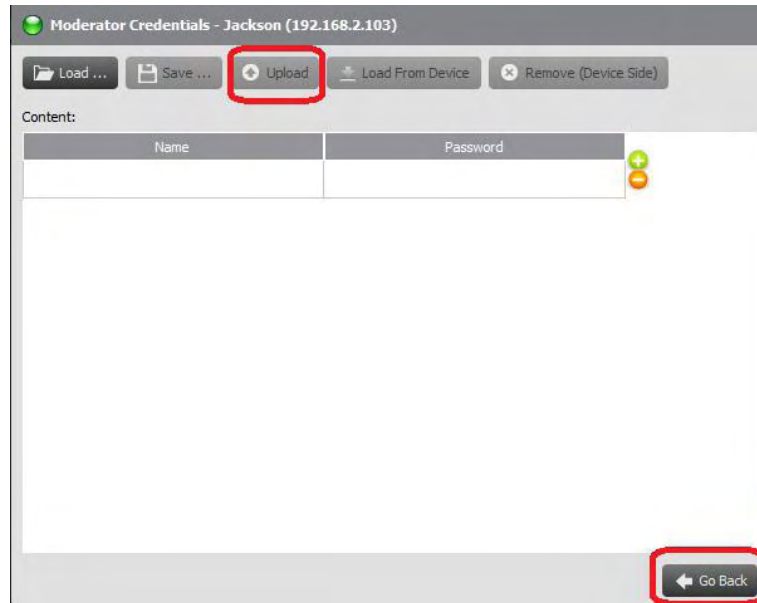 Moderator Credentials - Jackson (192.168.2.103)
Load ... Save ... Upload Load From Device Remove (Device Side)
Content:
Name Password
Go Back